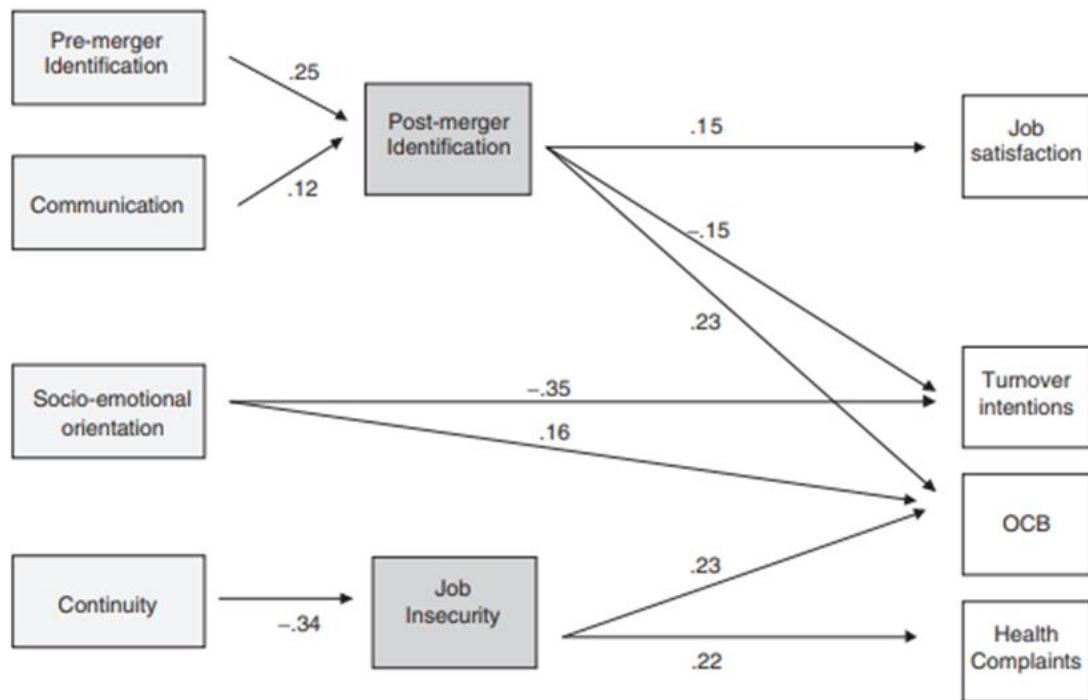 Pre-merger
Identification
.25
Communication
.12
Post-merger
Identification
.15
Job
satisfaction
–.15
.23
Socio-emotional
orientation
–.35
.16
Turnover
intentions
OCB
Continuity
–.34
Job
Insecurity
.23
.22
Health
Complaints